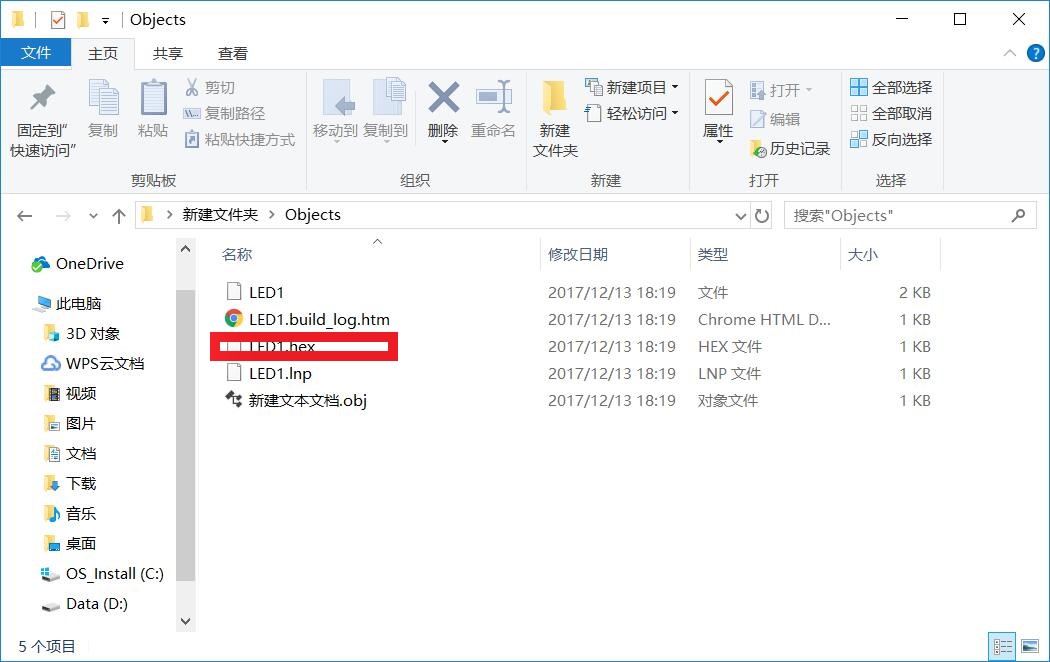 Objects
文件 主页 共享 查看
固定到"快速访问" 复制 粘贴 剪切 复制路径 粘贴快捷方式
移动到 复制到 删除 重命名
新建文件夹 新建项目 轻松访问
属性 打开 编辑 历史记录
全部选择 全部取消 反向选择
剪贴板 组织 新建 打开 选择
新建文件夹 Objects 搜索"Objects"
名称 修改日期 类型 大小
OneDrive
此电脑
3D 对象
WPS云文档
视频
图片
文档
下载
音乐
桌面
OS_Install (C:)
Data (D:)
LED1 2017/12/13 18:19 文件 2 KB
LED1.build_log.htm 2017/12/13 18:19 Chrome HTML D... 1 KB
LED1.hex 2017/12/13 18:19 HEX 文件 1 KB
LED1.lnp 2017/12/13 18:19 LNP 文件 1 KB
新建文本文档.obj 2017/12/13 18:19 对象文件 1 KB
5 个项目